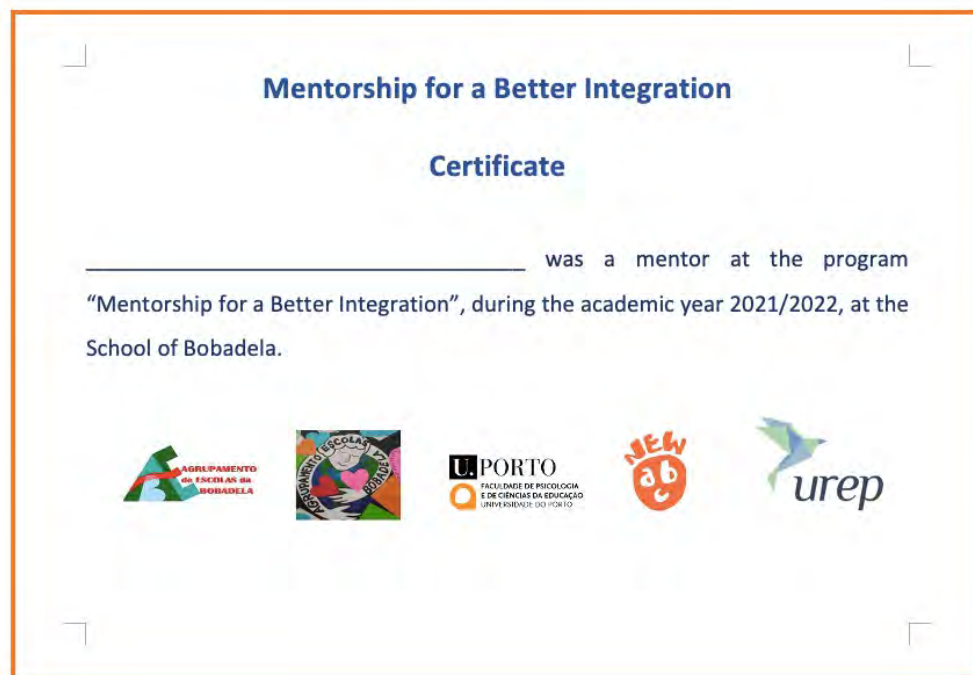 Mentorship for a Better Integration
Certificate
________________________________________ was a mentor at the program
“Mentorship for a Better Integration”, during the academic year 2021/2022, at the
School of Bobadela.
AGRUPAMENTO
de ESCOLAS da
BOBADELA
AGRUPAMENTO ESCOLAS BOBADELA
U.PORTO
FACULDADE DE PSICOLOGIA
E DE CIÊNCIAS DA EDUCAÇÃO
UNIVERSIDADE DO PORTO
NEW
abc
urep